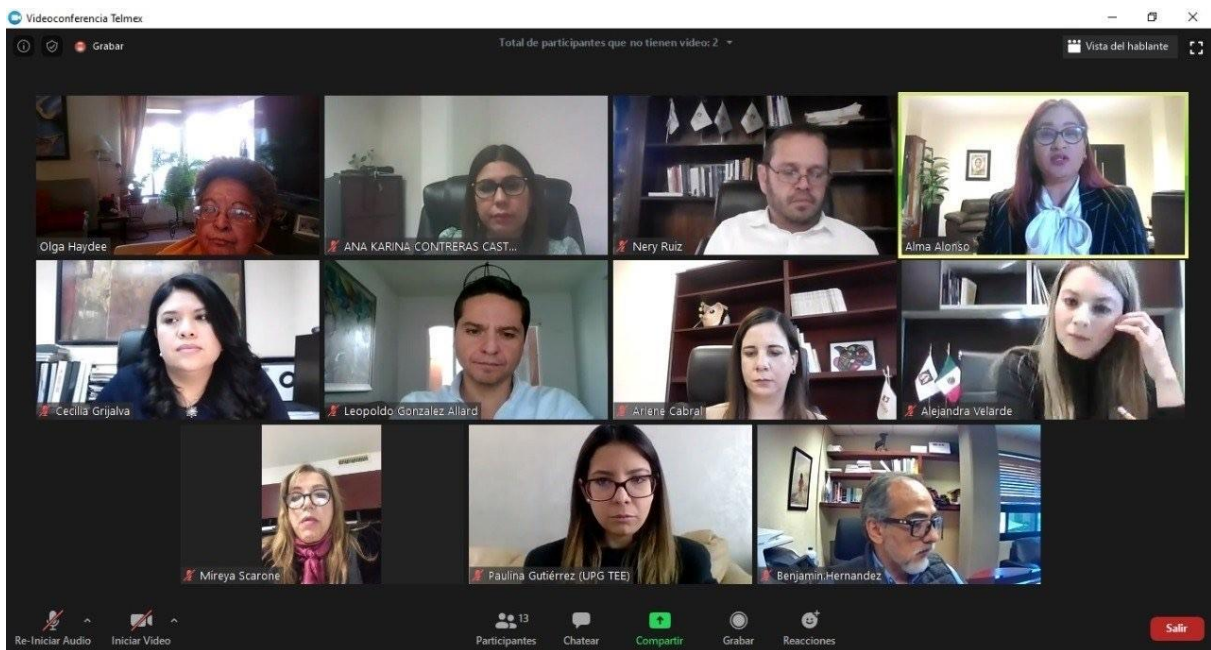 Videoconferencia Telmex
Grabar
Total de participantes que no tienen video: 2
Vista del hablante
Olga Haydee
ANA KARINA CONTRERAS CAST...
Nery Ruiz
Alma Alonso
Cecilia Grijalva
Leopoldo Gonzalez Allard
Arlene Cabral
Alejandra Velarde
Mireya Scarone
Paulina Gutiérrez (UPG TEE)
Benjamin.Hernandez
Re-Iniciar Audio
Iniciar Video
13
Participantes
Chatear
Compartir
Grabar
Reacciones
Salir